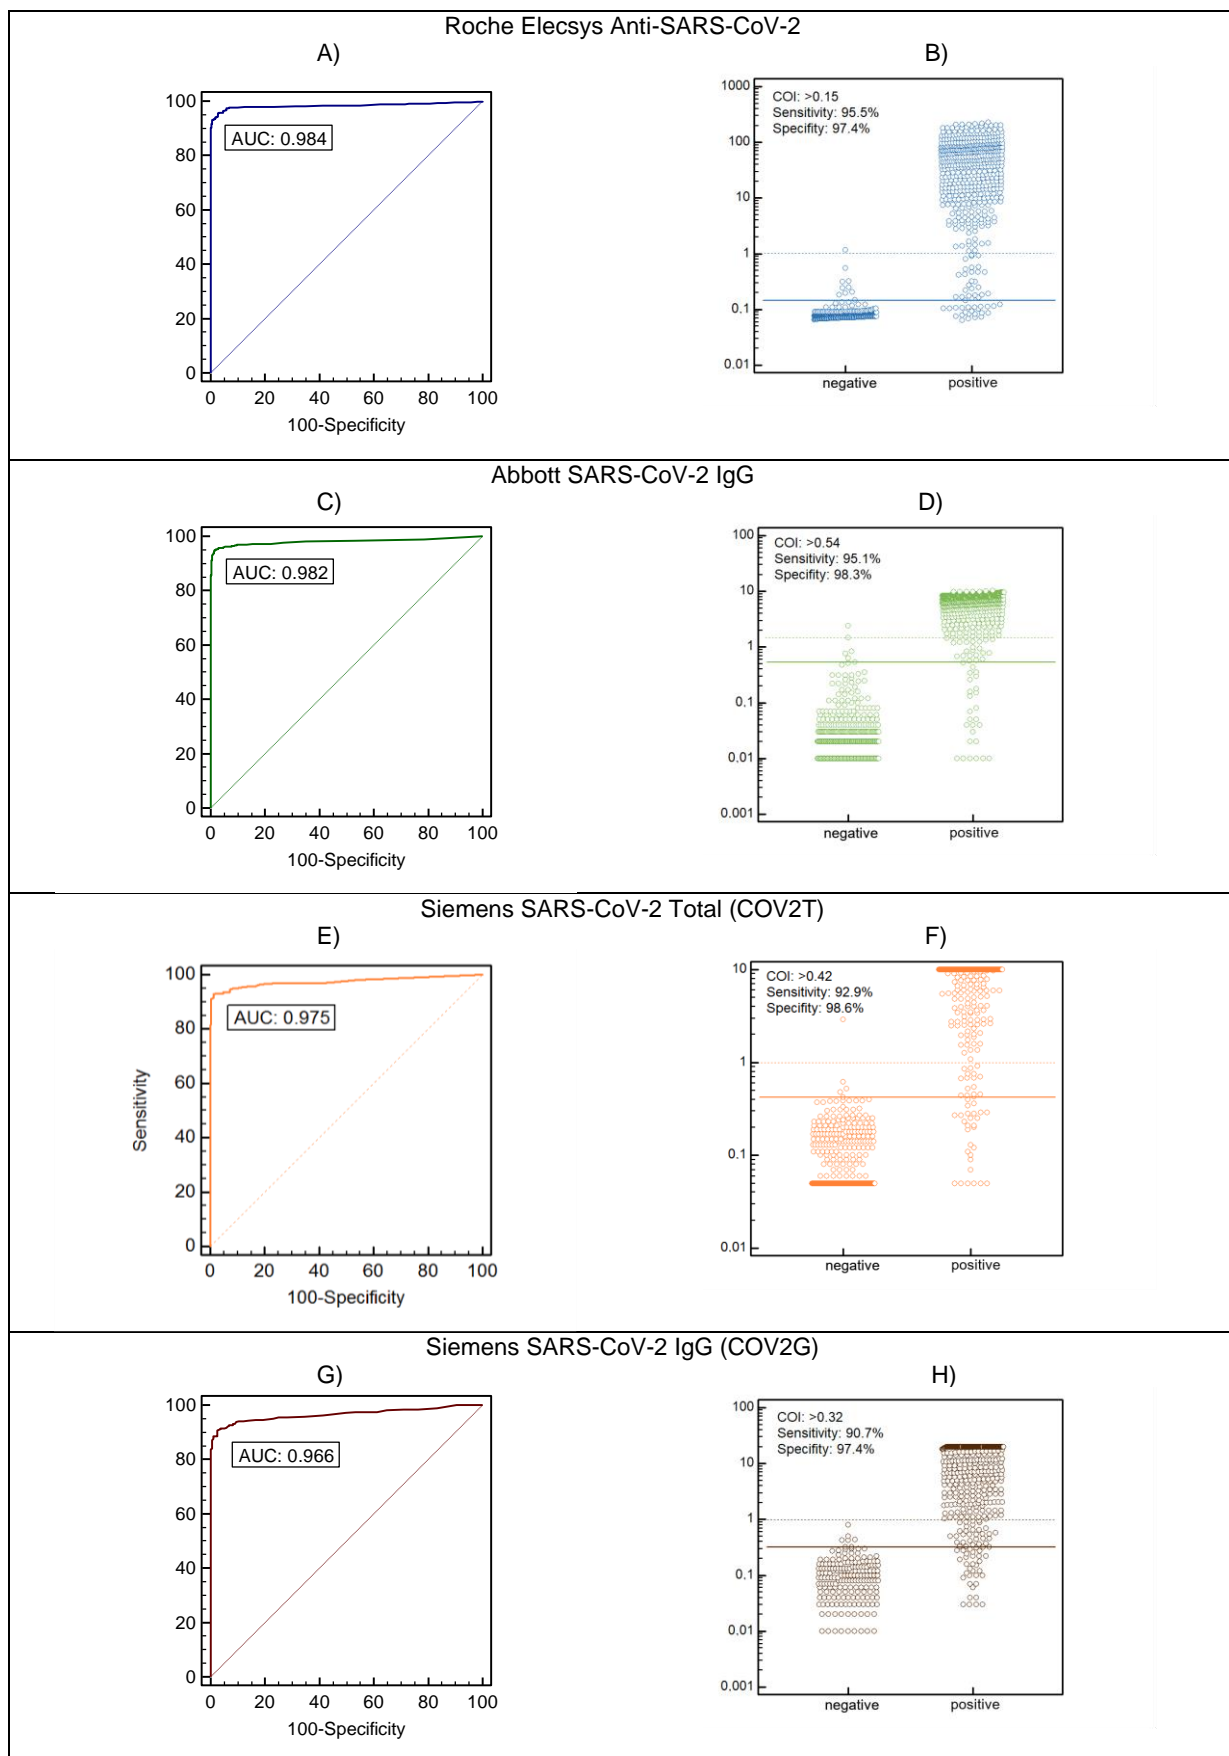 Roche Elecsys Anti-SARS-CoV-2
A)
B)
100
80
60
40
20
0
AUC: 0.984
0 20 40 60 80 100
100-Specificity
1000
100
10
1
0.1
0.01
COI: >0.15
Sensitivity: 95.5%
Specifity: 97.4%
negative positive
Abbott SARS-CoV-2 IgG
C)
D)
100
80
60
40
20
0
AUC: 0.982
0 20 40 60 80 100
100-Specificity
100
10
1
0.1
0.01
0.001
COI: >0.54
Sensitivity: 95.1%
Specifity: 98.3%
negative positive
Siemens SARS-CoV-2 Total (COV2T)
E)
F)
Sensitivity
100
80
60
40
20
0
AUC: 0.975
0 20 40 60 80 100
100-Specificity
10
1
0.1
0.01
COI: >0.42
Sensitivity: 92.9%
Specifity: 98.6%
negative positive
Siemens SARS-CoV-2 IgG (COV2G)
G)
H)
100
80
60
40
20
0
AUC: 0.966
0 20 40 60 80 100
100-Specificity
100
10
1
0.1
0.01
0,001
COI: >0.32
Sensitivity: 90.7%
Specifity: 97.4%
negative positive